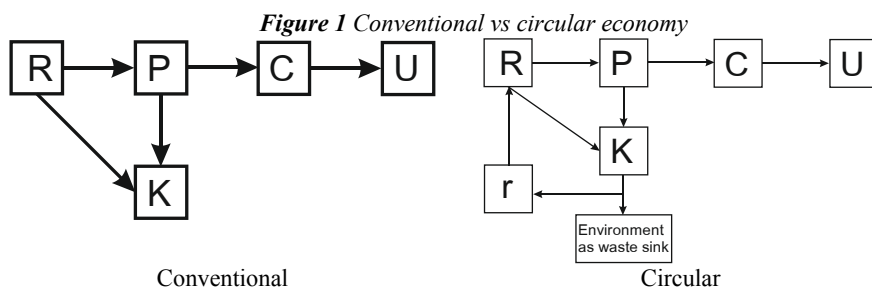 Figure 1 Conventional vs circular economy
R P C U
K
Conventional
R P C U
K
r
Environment
as waste sink
Circular